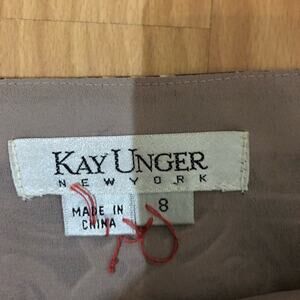 KAY UNGER
NEW YORK
MADE IN
CHINA
8